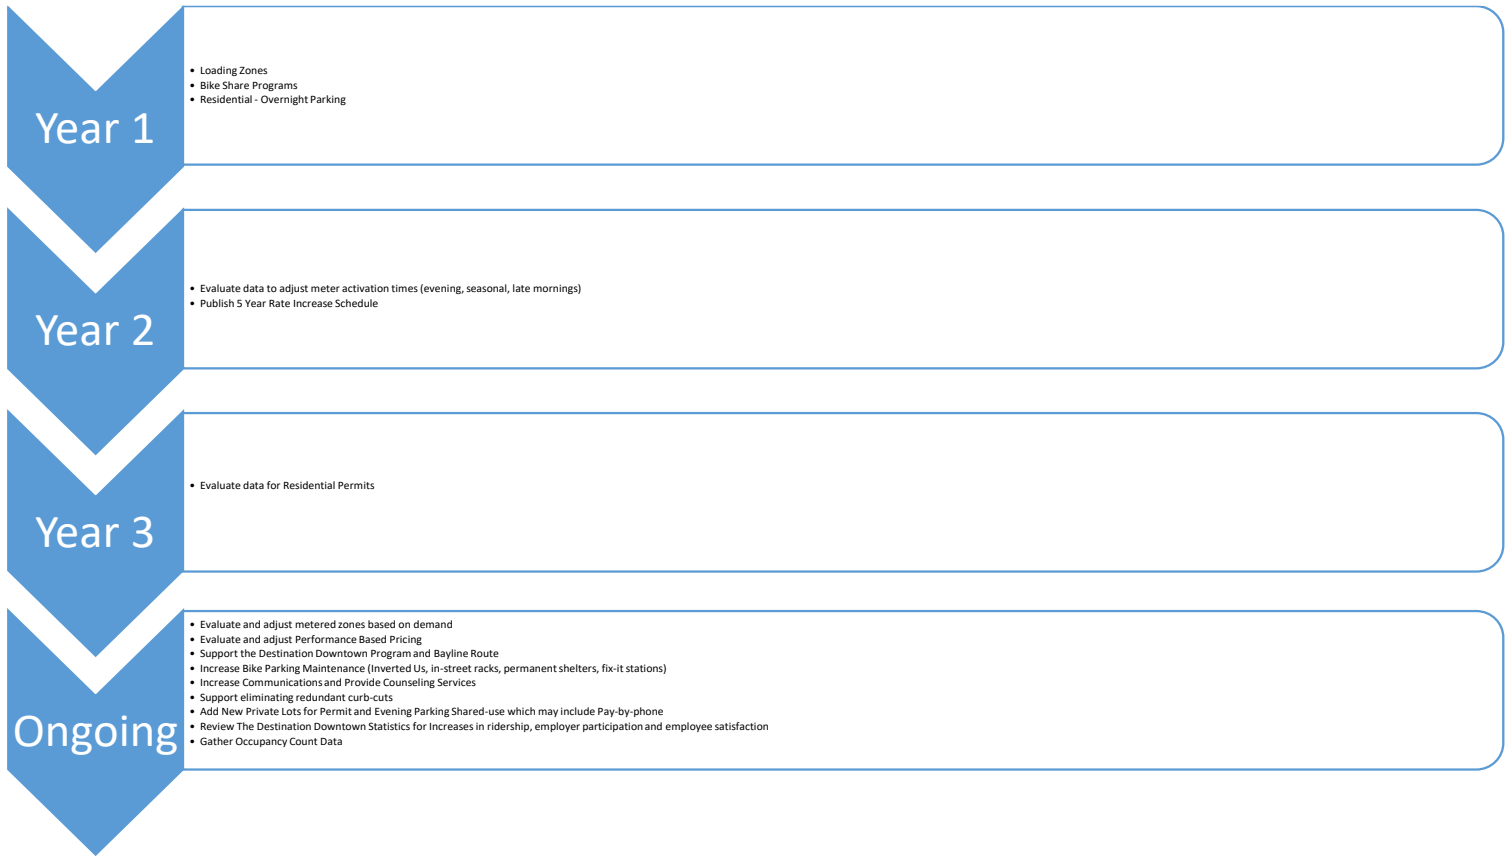 Year 1
• Loading Zones
• Bike Share Programs
• Residential - Overnight Parking
Year 2
• Evaluate data to adjust meter activation times (evening, seasonal, late mornings)
• Publish 5 Year Rate Increase Schedule
Year 3
• Evaluate data for Residential Permits
Ongoing
• Evaluate and adjust metered zones based on demand
• Evaluate and adjust Performance Based Pricing
• Support the Destination Downtown Program and Bayline Route
• Increase Bike Parking Maintenance (Inverted Us, in-street racks, permanent shelters, fix-it stations)
• Increase Communications and Provide Counseling Services
• Support eliminating redundant curb-cuts
• Add New Private Lots for Permit and Evening Parking Shared-use which may include Pay-by-phone
• Review The Destination Downtown Statistics for Increases in ridership, employer participation and employee satisfaction
• Gather Occupancy Count Data